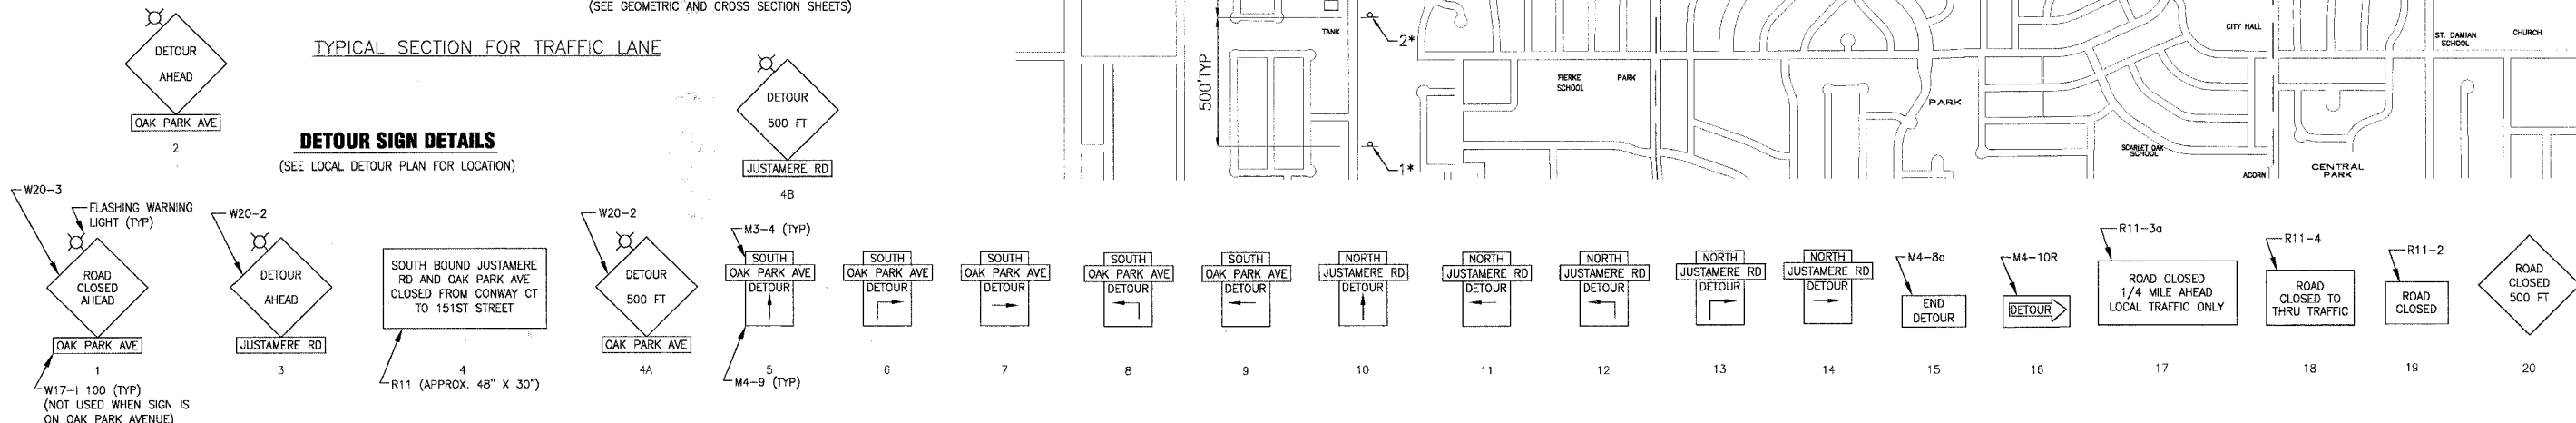 (SEE GEOMETRIC AND CROSS SECTION SHEETS)
TYPICAL SECTION FOR TRAFFIC LANE
DETOUR
AHEAD
OAK PARK AVE
2
DETOUR SIGN DETAILS
(SEE LOCAL DETOUR PLAN FOR LOCATION)
DETOUR
500 FT
JUSTAMERE RD
4B
500'TYP
TANK
2*
1*
FIERKE
SCHOOL
PARK
PARK
CITY HALL
SCARLET OAK
SCHOOL
ACORN
CENTRAL
PARK
ST. DAMIAN
SCHOOL
CHURCH
W20-3
FLASHING WARNING
LIGHT (TYP)
ROAD
CLOSED
AHEAD
OAK PARK AVE
1
W17-I 100 (TYP)
(NOT USED WHEN SIGN IS
ON OAK PARK AVENUE)
W20-2
DETOUR
AHEAD
JUSTAMERE RD
3
SOUTH BOUND JUSTAMERE
RD AND OAK PARK AVE
CLOSED FROM CONWAY CT
TO 151ST STREET
4
R11 (APPROX. 48" X 30")
W20-2
DETOUR
500 FT
OAK PARK AVE
4A
M3-4 (TYP)
SOUTH
OAK PARK AVE
DETOUR
5
M4-9 (TYP)
SOUTH
OAK PARK AVE
DETOUR
6
SOUTH
OAK PARK AVE
DETOUR
7
SOUTH
OAK PARK AVE
DETOUR
8
SOUTH
OAK PARK AVE
DETOUR
9
NORTH
JUSTAMERE RD
DETOUR
10
NORTH
JUSTAMERE RD
DETOUR
11
NORTH
JUSTAMERE RD
DETOUR
12
NORTH
JUSTAMERE RD
DETOUR
13
NORTH
JUSTAMERE RD
DETOUR
14
M4-8a
END
DETOUR
15
M4-10R
DETOUR
16
R11-3a
ROAD CLOSED
1/4 MILE AHEAD
LOCAL TRAFFIC ONLY
17
R11-4
ROAD
CLOSED TO
THRU TRAFFIC
18
R11-2
ROAD
CLOSED
19
ROAD
CLOSED
500 FT
20